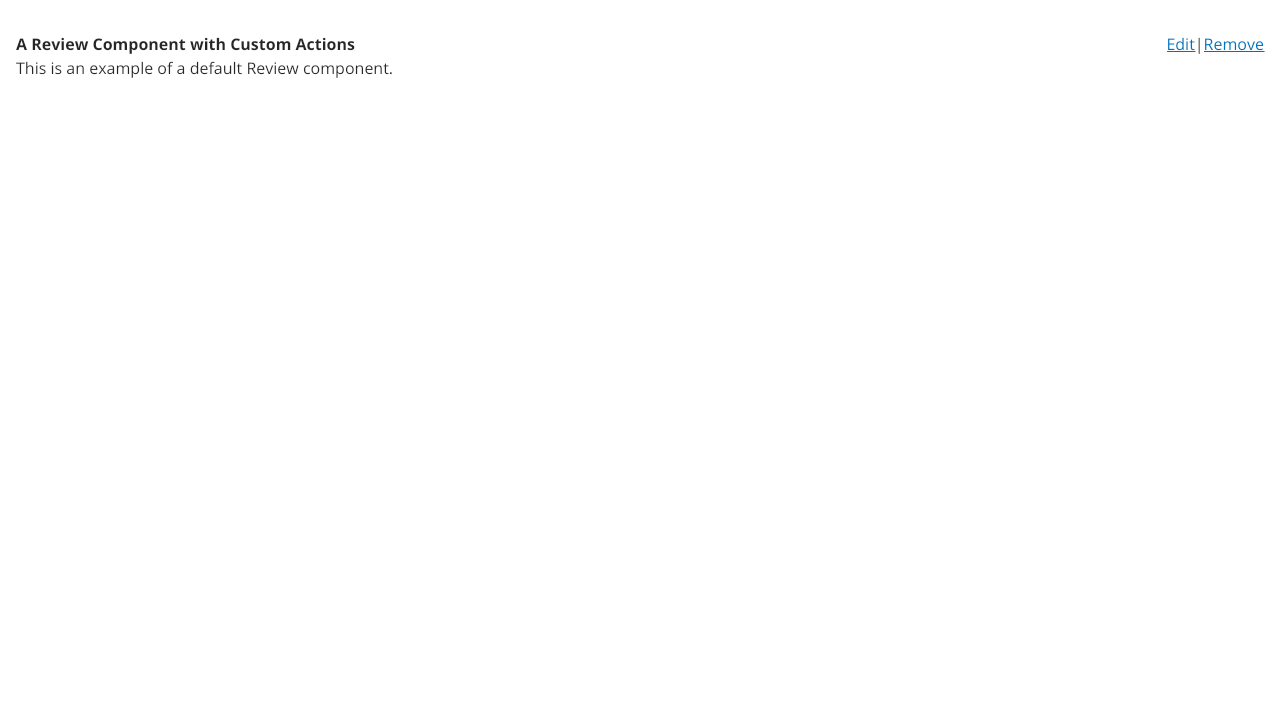 A Review Component with Custom Actions Edit|Remove
This is an example of a default Review component.